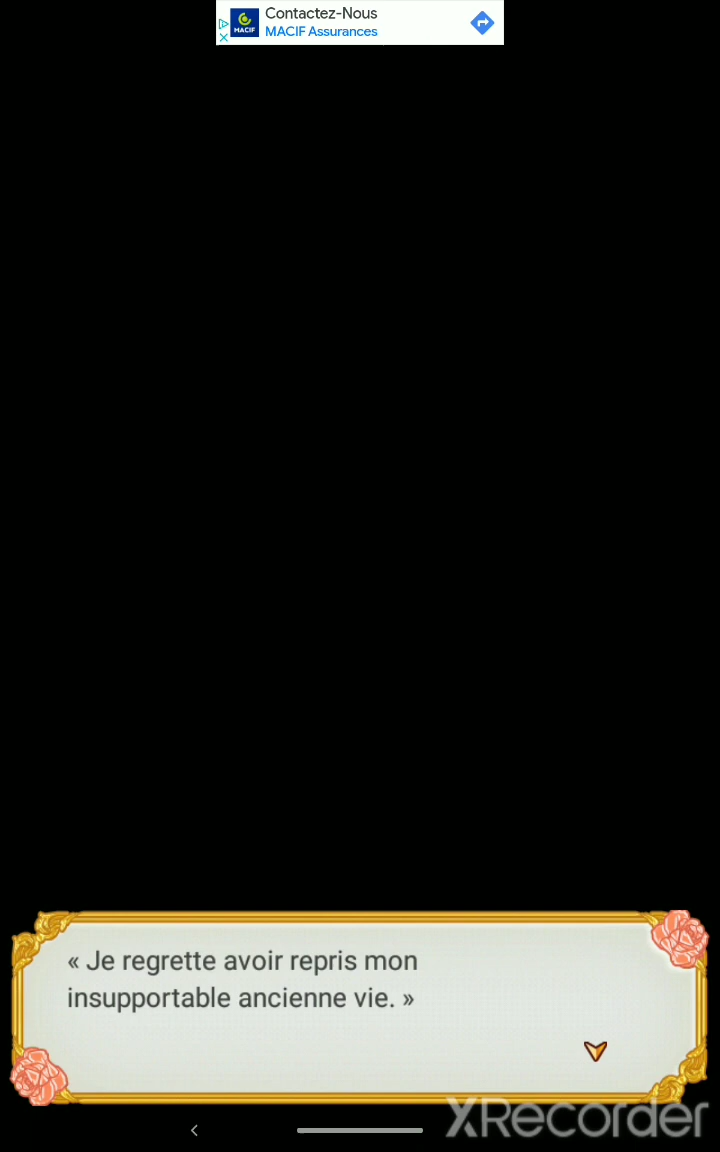 Contactez-Nous
MACIF Assurances
MACIF
« Je regrette avoir repris mon
insupportable ancienne vie. »
XRecorder